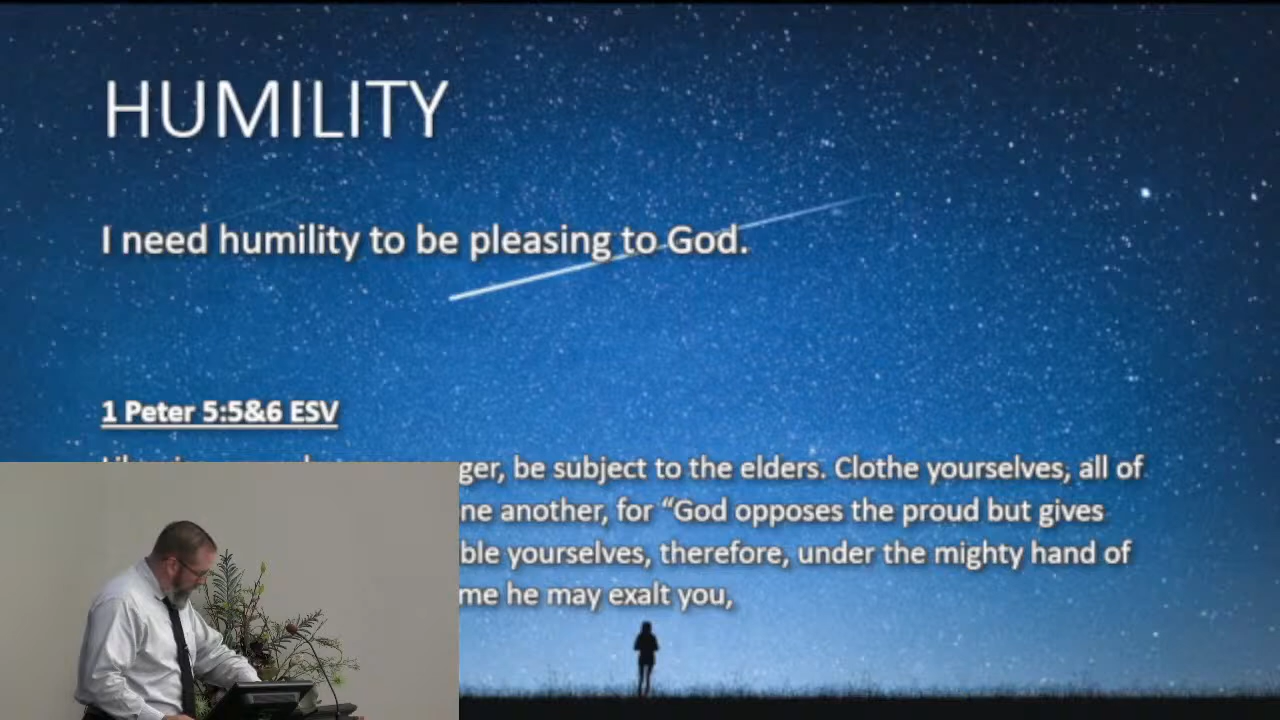 HUMILITY
I need humility to be pleasing to God.
1 Peter 5:5&6 ESV
ger, be subject to the elders. Clothe yourselves, all of
ne another, for “God opposes the proud but gives
ble yourselves, therefore, under the mighty hand of
me he may exalt you,